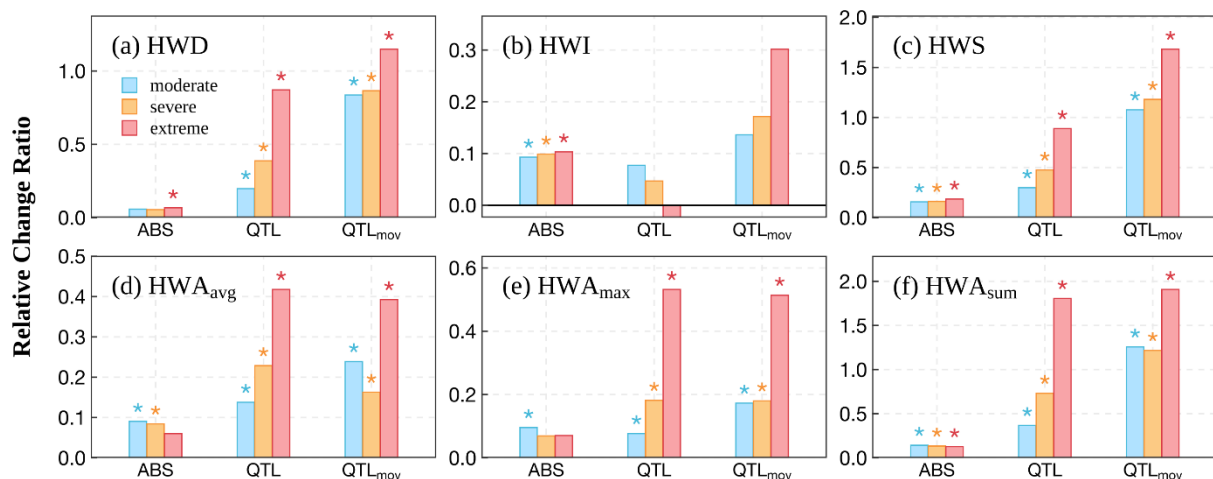 Relative Change Ratio
(a) HWD
moderate
severe
extreme
1.0
0.5
0.0
* * * * * * *
ABS QTL QTLmov
(b) HWI
0.3
0.2
0.1
0.0
* * *
ABS QTL QTLmov
(c) HWS
2.0
1.5
1.0
0.5
0.0
* * * * * * * * *
ABS QTL QTLmov
(d) HWAavg
0.5
0.4
0.3
0.2
0.1
0.0
* * * * * * * *
ABS QTL QTLmov
(e) HWAmax
0.6
0.4
0.2
0.0
* * * * * * *
ABS QTL QTLmov
(f) HWAsum
2.0
1.5
1.0
0.5
0.0
* * * * * * * * *
ABS QTL QTLmov